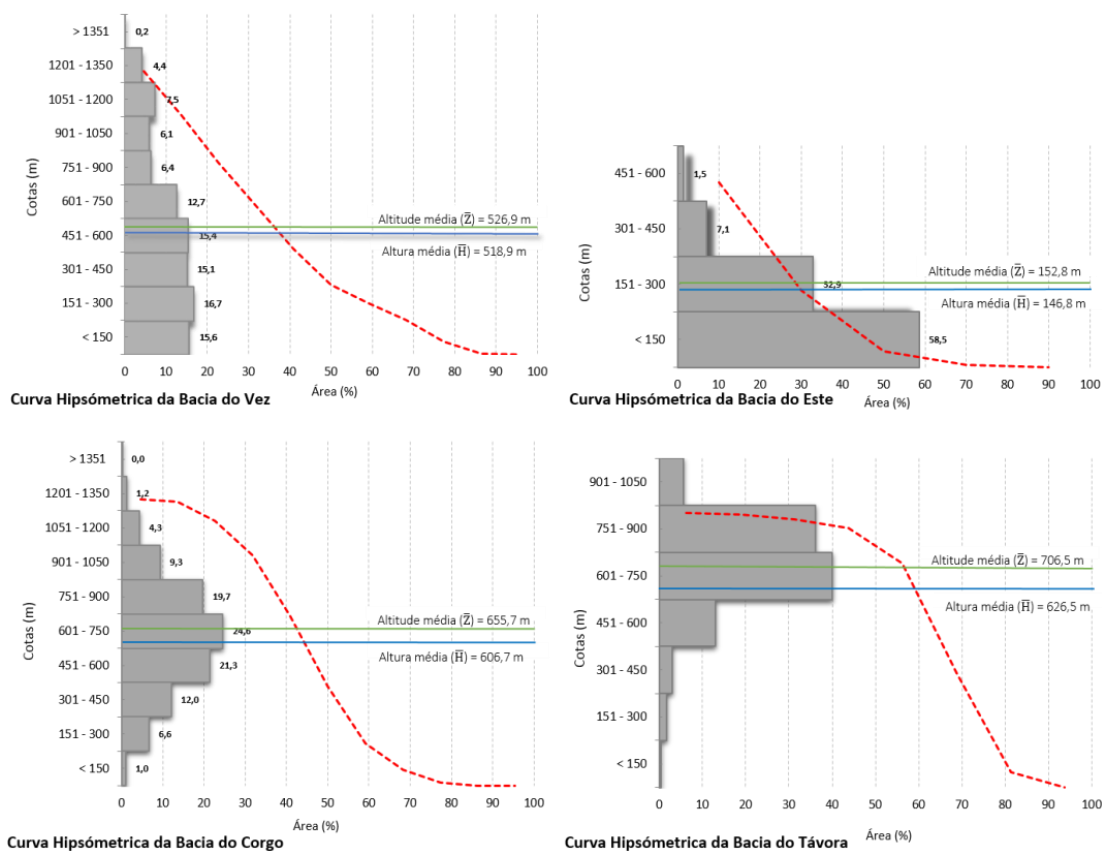 > 1351
0,2
1201 - 1350
4,4
1051 - 1200
7,5
901 - 1050
6,1
751 - 900
6,4
601 - 750
12,7
Altitude média (Z̅) = 526,9 m
451 - 600
15,4
Altura média (H̅) = 518,9 m
301 - 450
15,1
151 - 300
16,7
< 150
15,6
Cotas (m)
0 10 20 30 40 50 60 70 80 90 100
Área (%)
Curva Hipsómetrica da Bacia do Vez
451 - 600
1,5
301 - 450
7,1
Altitude média (Z̅) = 152,8 m
151 - 300
32,9
Altura média (H̅) = 146,8 m
< 150
58,5
Cotas (m)
0 10 20 30 40 50 60 70 80 90 100
Área (%)
Curva Hipsómetrica da Bacia do Este
> 1351
0,0
1201 - 1350
1,2
1051 - 1200
4,3
901 - 1050
9,3
751 - 900
19,7
Altitude média (Z̅) = 655,7 m
601 - 750
24,6
Altura média (H̅) = 606,7 m
451 - 600
21,3
301 - 450
12,0
151 - 300
6,6
< 150
1,0
Cotas (m)
0 10 20 30 40 50 60 70 80 90 100
Área (%)
Curva Hipsómetrica da Bacia do Corgo
901 - 1050
751 - 900
Altitude média (Z̅) = 706,5 m
601 - 750
Altura média (H̅) = 626,5 m
451 - 600
301 - 450
151 - 300
< 150
Cotas (m)
0 10 20 30 40 50 60 70 80 90 100
Área (%)
Curva Hipsómetrica da Bacia do Távora